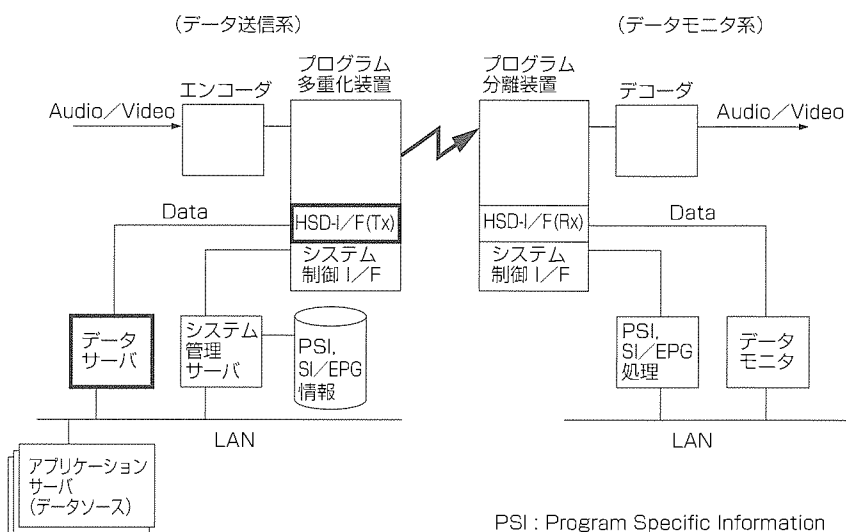 (データ送信系)
(データモニタ系)
エンコーダ
プログラム
多重化装置
プログラム
分離装置
デコーダ
Audio/Video
Audio/Video
Data
HSD-I/F(Tx)
システム
制御 I/F
HSD-I/F(Rx)
システム
制御 I/F
Data
データ
サーバ
システム
管理
サーバ
PSI,
SI/EPG
情報
PSI,
SI/EPG
処理
データ
モニタ
LAN
LAN
アプリケーション
サーバ
(データソース)
PSI : Program Specific Information